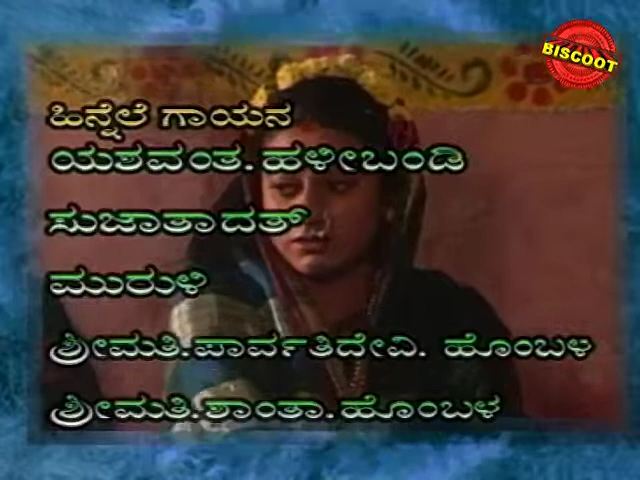 BISCOOT
ಹಿನ್ನೆಲೆ ಗಾಯನ
ಯಶವಂತ.ಹಳೀಬಂಡಿ
ಸುಜಾತಾದತ್
ಮುರುಳಿ
ಶ್ರೀಮತಿ.ಪಾರ್ವತಿದೇವಿ. ಹೊಂಬಳ
ಶ್ರೀಮತಿ.ಶಾಂತಾ.ಹೊಂಬಳ